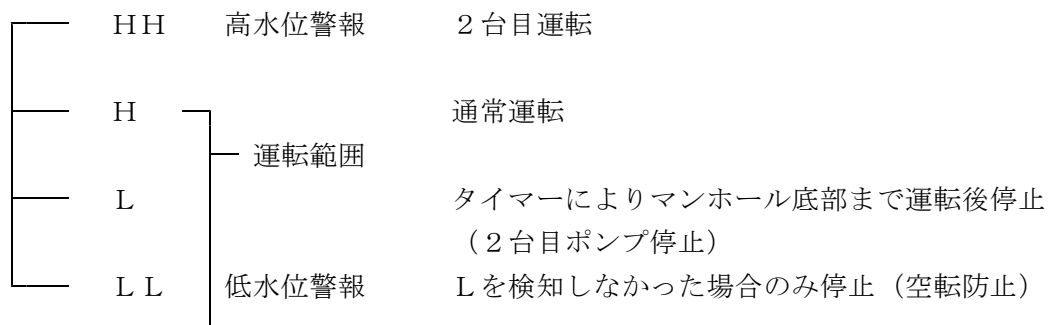 ＨＨ　高水位警報　２台目運転
Ｈ　通常運転
運転範囲
Ｌ　タイマーによりマンホール底部まで運転後停止
（２台目ポンプ停止）
ＬＬ　低水位警報　Ｌを検知しなかった場合のみ停止（空転防止）